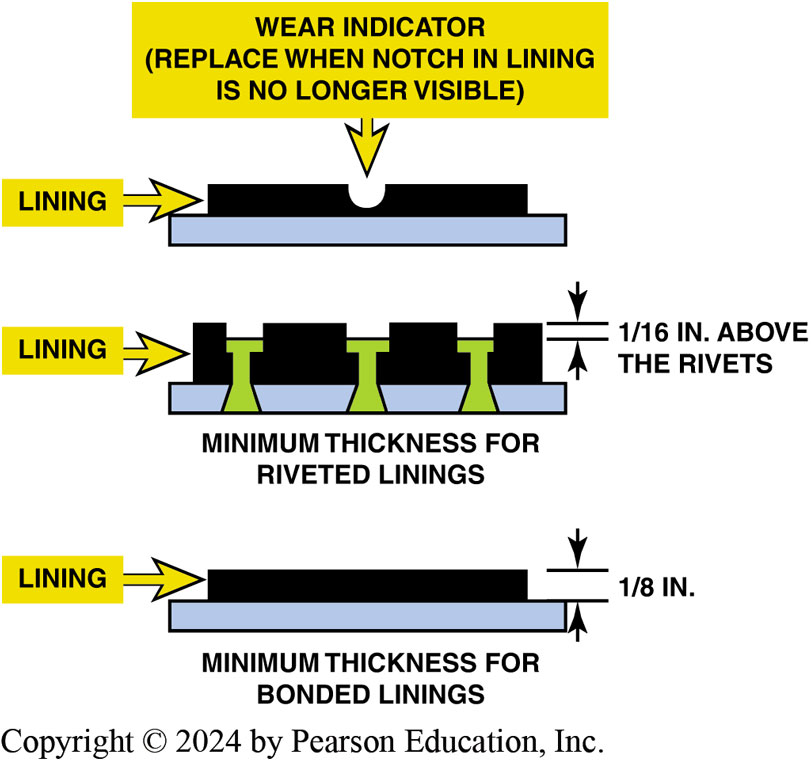 WEAR INDICATOR
(REPLACE WHEN NOTCH IN LINING
IS NO LONGER VISIBLE)
LINING
LINING
1/16 IN. ABOVE
THE RIVETS
MINIMUM THICKNESS FOR
RIVETED LININGS
LINING
1/8 IN.
MINIMUM THICKNESS FOR
BONDED LININGS
Copyright © 2024 by Pearson Education, Inc.